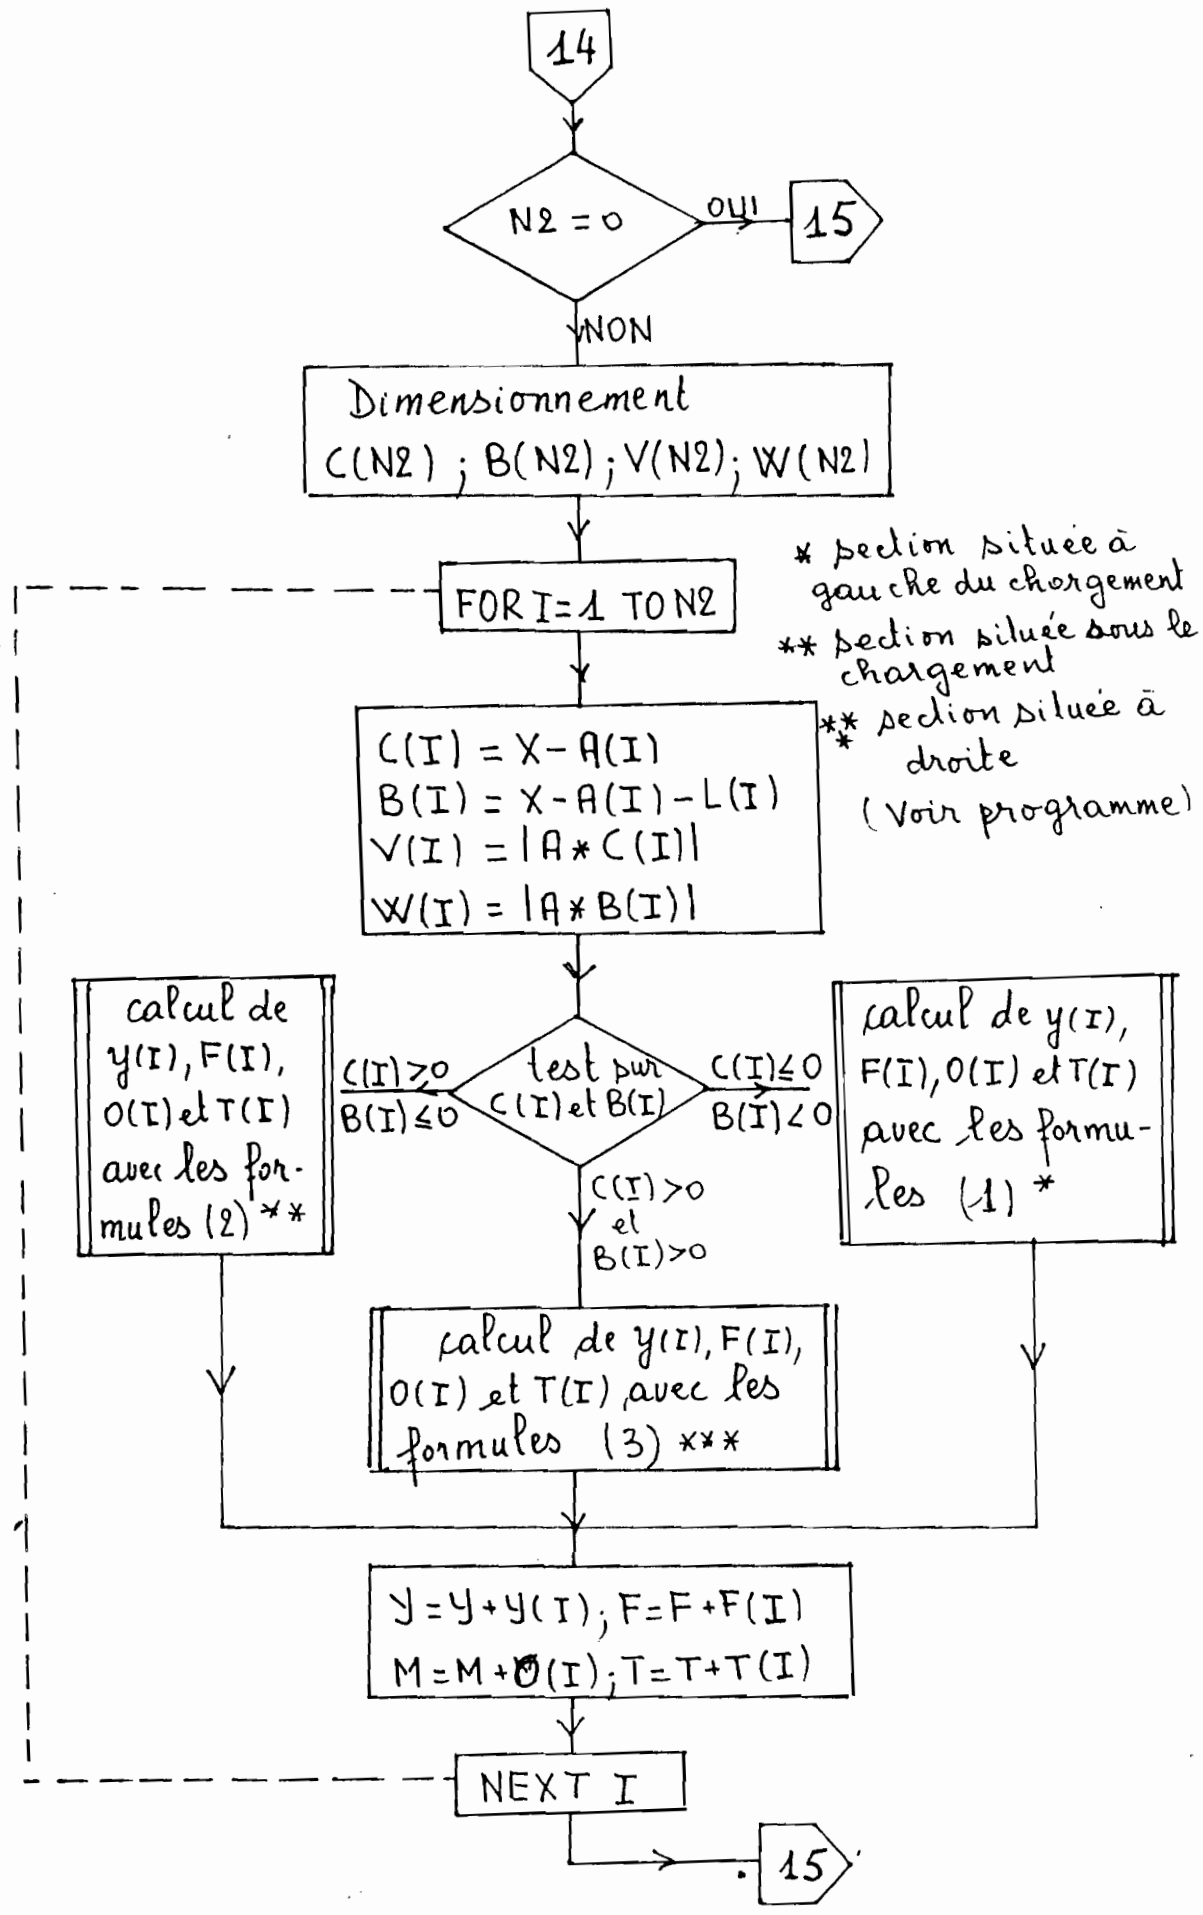 14
N2 = 0
OUI
15
NON
Dimensionnement
C(N2) ; B(N2) ; V(N2) ; W(N2)
FOR I=1 TO N2
* section située à
gauche du chargement
** section située sous le
chargement
*** section située à
droite
(Voir programme)
C(I) = X-A(I)
B(I) = X-A(I)-L(I)
V(I) = |A*C(I)|
W(I) = |A*B(I)|
calcul de
y(I), F(I),
O(I) et T(I)
avec les for-
mules (2) **
C(I)>0
B(I)≤0
test sur
C(I) et B(I)
C(I)≤0
B(I)<0
calcul de y(I),
F(I), O(I) et T(I)
avec les formu-
les (1) *
C(I)>0
et
B(I)>0
calcul de y(I), F(I),
O(I) et T(I) avec les
formules (3) ***
y=y+y(I); F=F+F(I)
M=M+O(I); T=T+T(I)
NEXT I
15